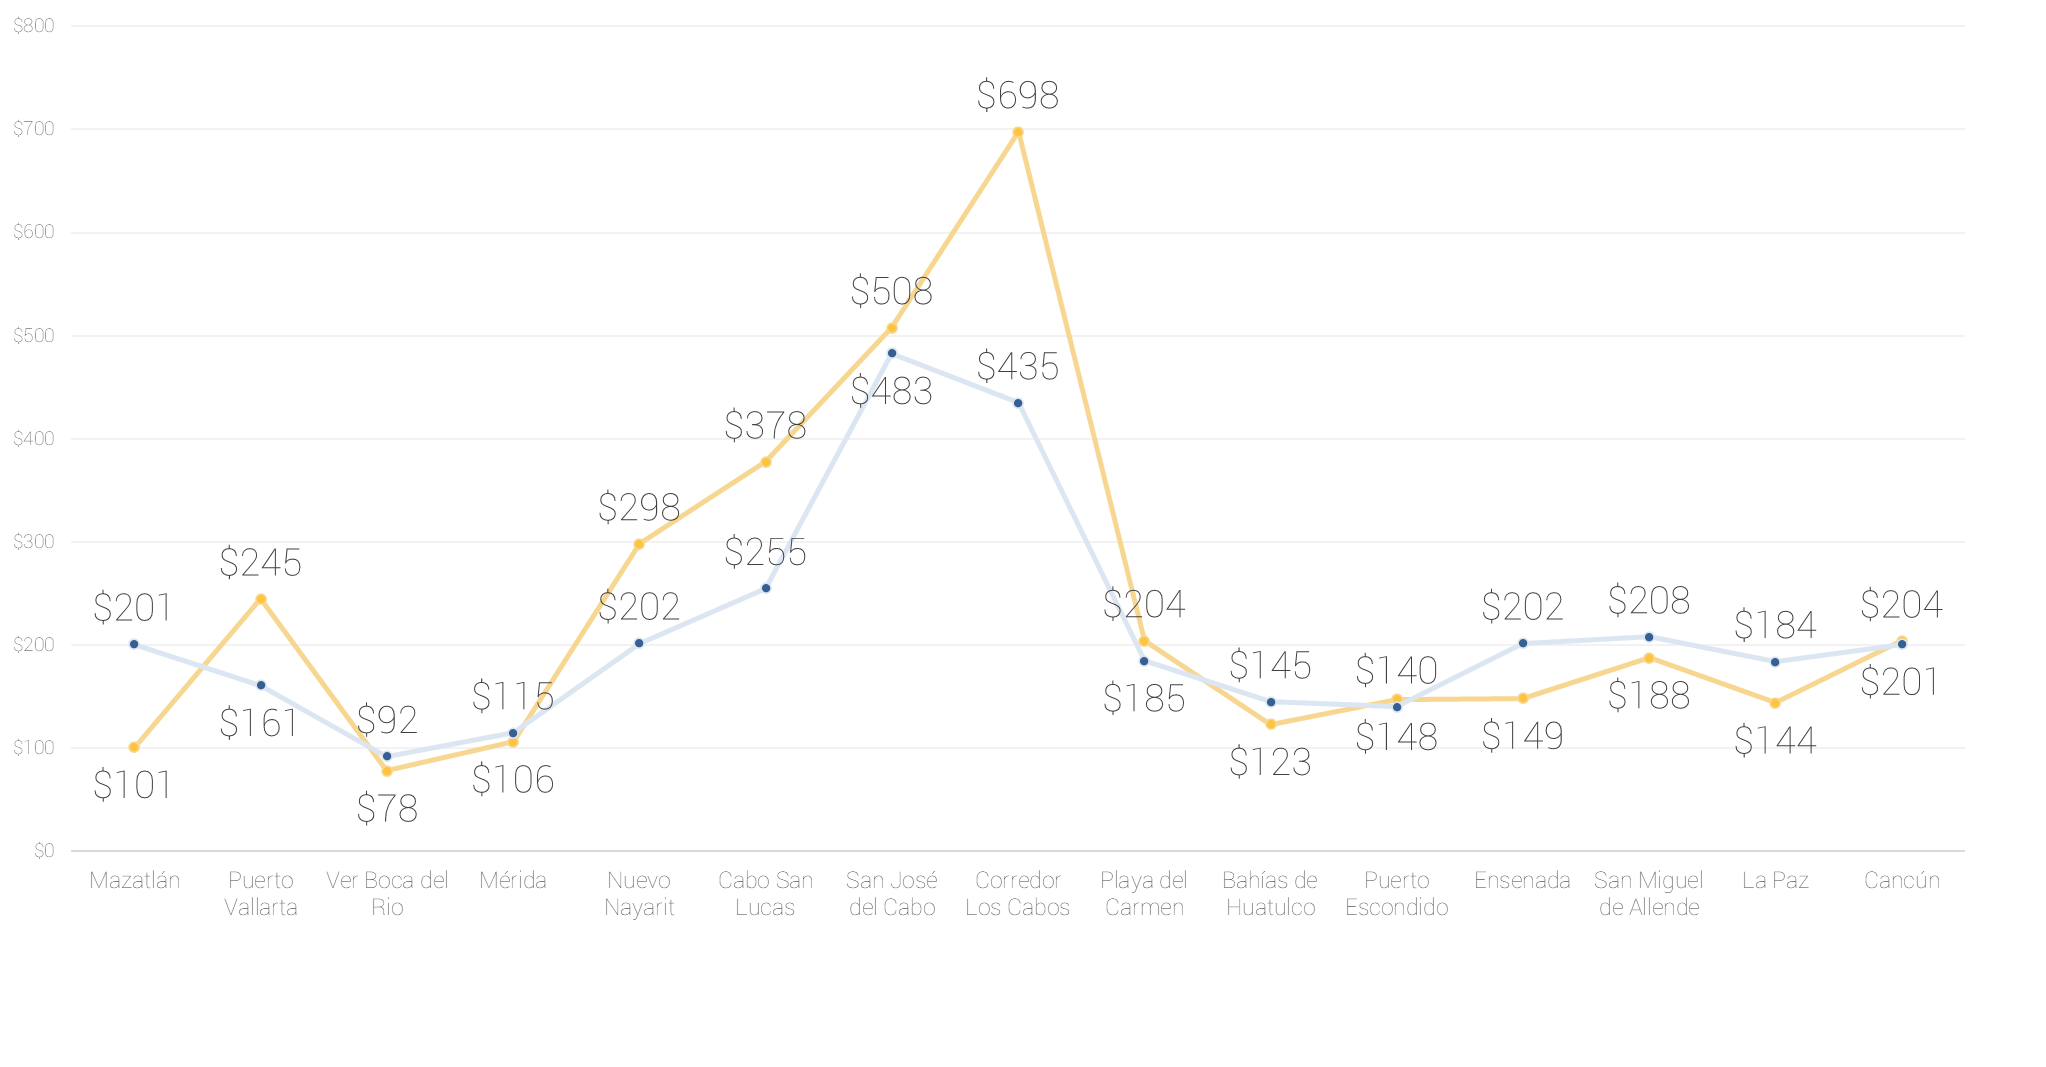 $800
$700
$600
$500
$400
$300
$200
$100
$0
$698
$508
$435
$483
$378
$298
$255
$245
$201
$202
$204
$202
$208
$184
$204
$161
$92
$115
$185
$145
$140
$188
$201
$101
$78
$106
$123
$148
$149
$144
Mazatlán
Puerto
Vallarta
Ver Boca del
Rio
Mérida
Nuevo
Nayarit
Cabo San
Lucas
San José
del Cabo
Corredor
Los Cabos
Playa del
Carmen
Bahías de
Huatulco
Puerto
Escondido
Ensenada
San Miguel
de Allende
La Paz
Cancún